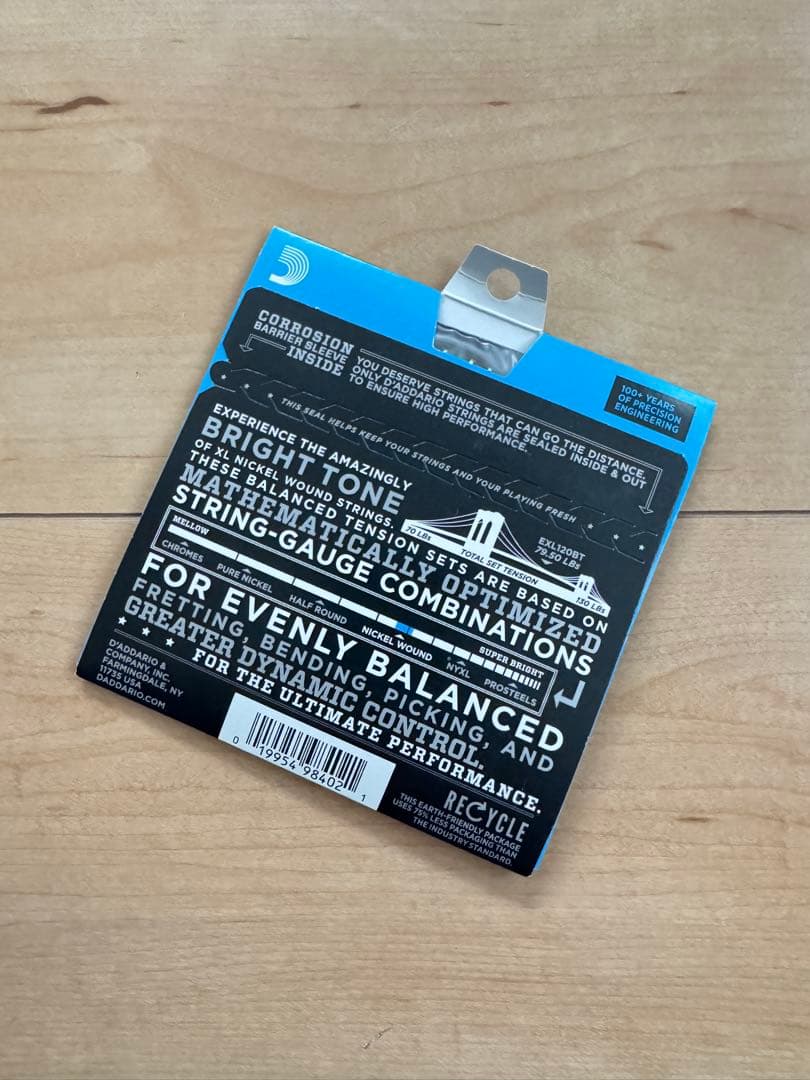 CORROSION
BARRIER SLEEVE
INSIDE
YOU DESERVE STRINGS THAT CAN GO THE DISTANCE.
ONLY D'ADDARIO STRINGS ARE SEALED INSIDE & OUT
TO ENSURE HIGH PERFORMANCE.
100+ YEARS
OF PRECISION
ENGINEERING
THIS SEAL HELPS KEEP YOUR STRINGS AND YOUR PLAYING FRESH
EXPERIENCE THE AMAZINGLY
BRIGHT TONE
OF XL NICKEL WOUND STRINGS.
THESE BALANCED TENSION SETS ARE BASED ON
MATHEMATICALLY OPTIMIZED
STRING-GAUGE COMBINATIONS
70 LBs
TOTAL SET TENSION
EXL120BT
79.50 LBs
130 LBs
MELLOW
SUPER BRIGHT
CHROMES
PURE NICKEL
HALF ROUND
NICKEL WOUND
NYXL
PROSTEELS
FOR EVENLY BALANCED
FRETTING, BENDING, PICKING, AND
GREATER DYNAMIC CONTROL.
FOR THE ULTIMATE PERFORMANCE.
D'ADDARIO &
COMPANY, INC.
FARMINGDALE, NY
11735 USA
DADDARIO.COM
0 19954 98402 1
RECYCLE
THIS EARTH-FRIENDLY PACKAGE
USES 75% LESS PACKAGING THAN
THE INDUSTRY STANDARD.